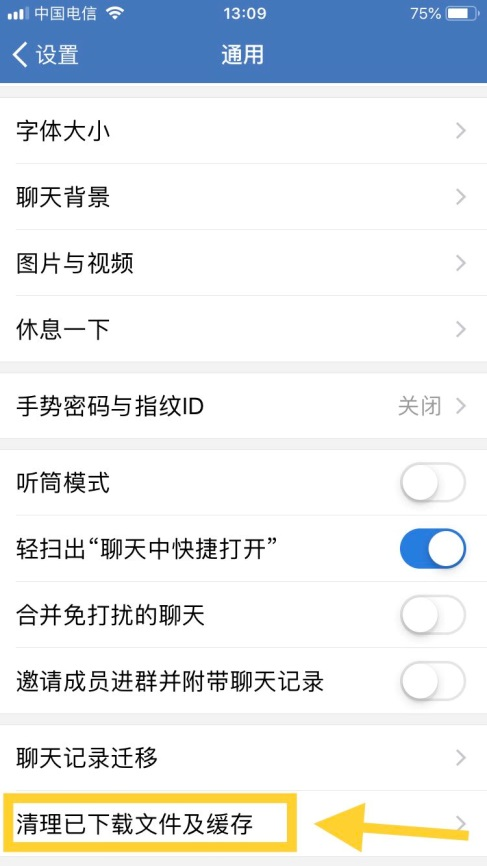 中国电信 13:09 75%
设置 通用
字体大小
聊天背景
图片与视频
休息一下
手势密码与指纹ID 关闭
听筒模式
轻扫出“聊天中快捷打开”
合并免打扰的聊天
邀请成员进群并附带聊天记录
聊天记录迁移
清理已下载文件及缓存